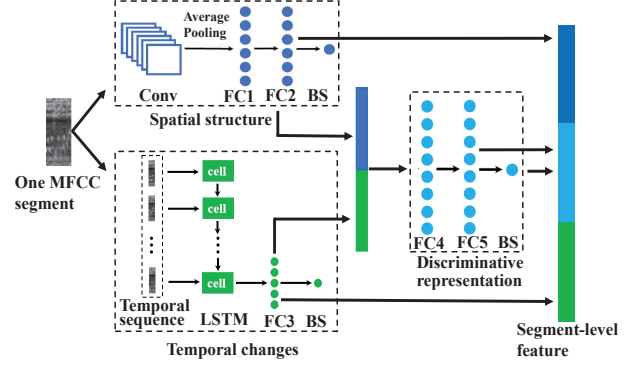 Average
Pooling
Conv
FC1
FC2
BS
Spatial structure
One MFCC
segment
cell
cell
cell
Temporal
sequence
LSTM
FC3
BS
Temporal changes
FC4
FC5
BS
Discriminative
representation
Segment-level
feature